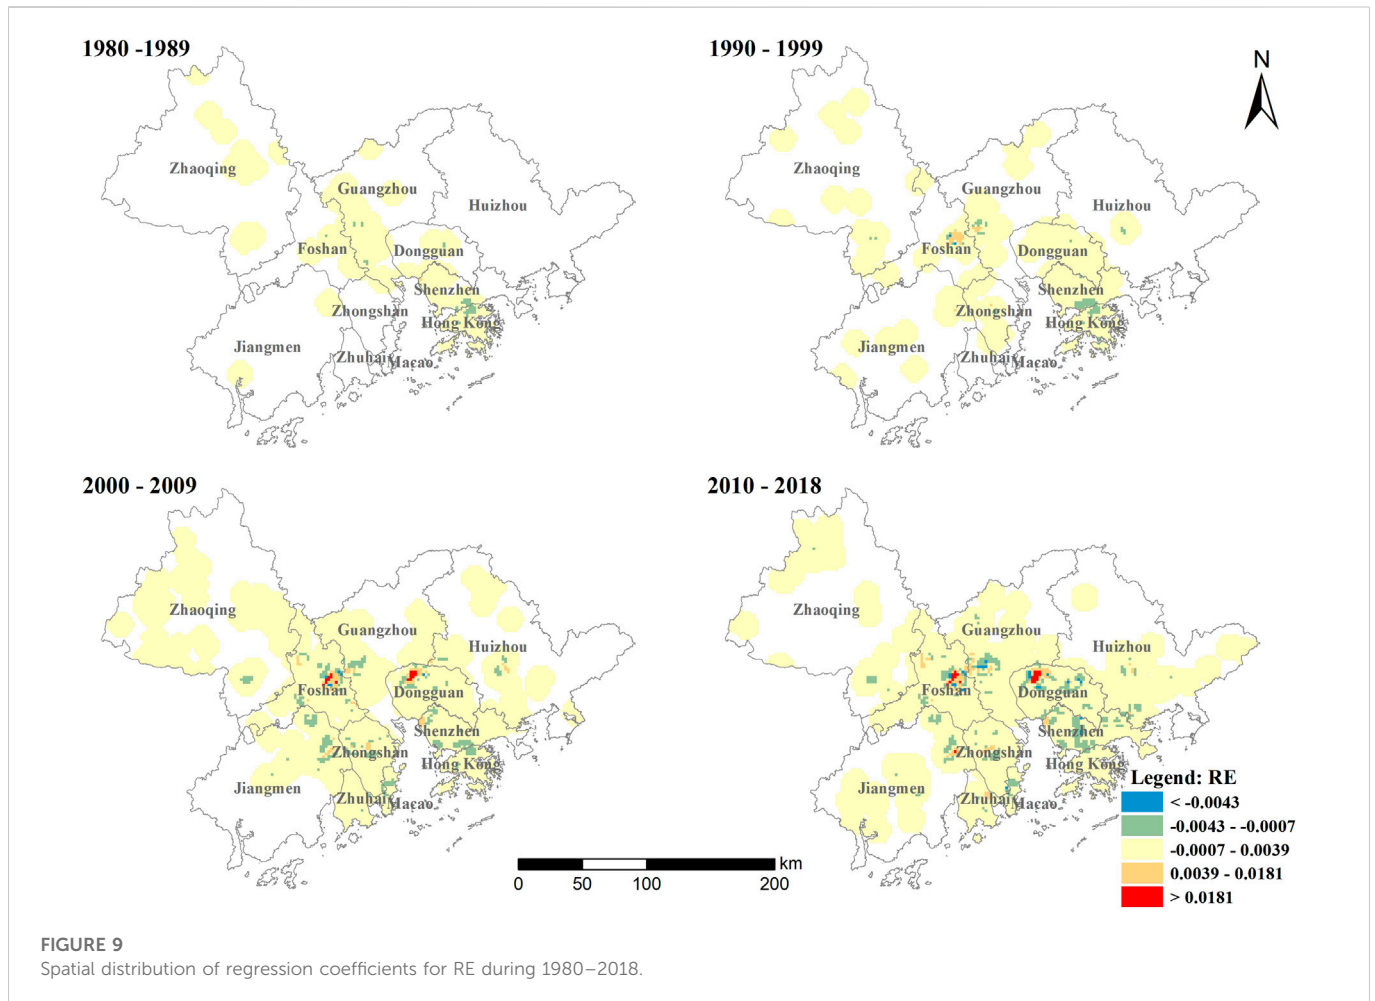 1980 -1989
Zhaoqing
Guangzhou
Huizhou
Foshan
Dongguan
Shenzhen
Zhongshan
Hong Kong
Jiangmen
Zhuhai
Macao
1990 - 1999
N
Zhaoqing
Guangzhou
Huizhou
Foshan
Dongguan
Shenzhen
Zhongshan
Hong Kong
Jiangmen
Zhuhai
Macao
2000 - 2009
Zhaoqing
Guangzhou
Huizhou
Foshan
Dongguan
Shenzhen
Zhongshan
Hong Kong
Jiangmen
Zhuhai
Macao
2010 - 2018
Zhaoqing
Guangzhou
Huizhou
Foshan
Dongguan
Shenzhen
Zhongshan
Hong Kong
Jiangmen
Zhuhai
Macao
Legend: RE
< -0.0043
-0.0043 - -0.0007
-0.0007 - 0.0039
0.0039 - 0.0181
> 0.0181
km
0 50 100 200
FIGURE 9
Spatial distribution of regression coefficients for RE during 1980–2018.